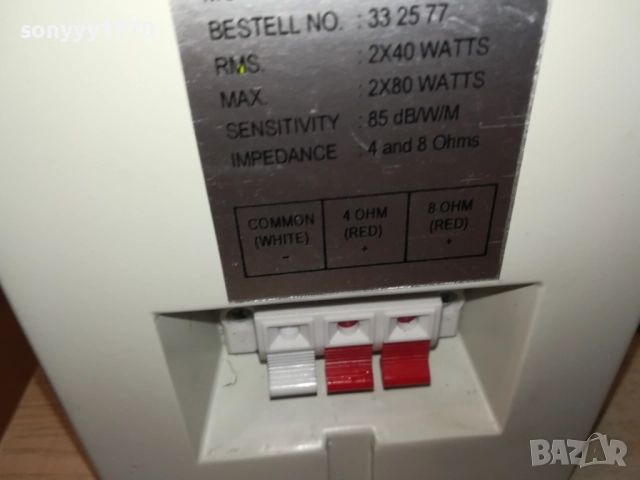 BESTELL NO. : 33 25 77
RMS. : 2X40 WATTS
MAX. : 2X80 WATTS
SENSITIVITY : 85 dB/W/M
IMPEDANCE : 4 and 8 Ohms
COMMON
(WHITE)
-
4 OHM
(RED)
+
8 OHM
(RED)
+
BAZAR